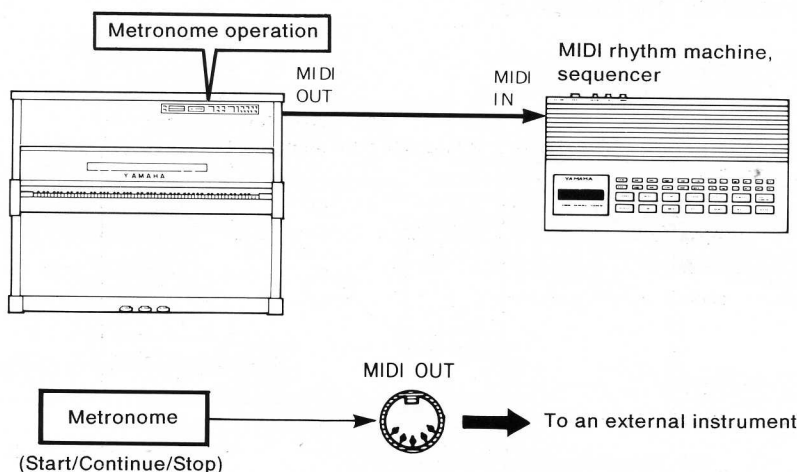 Metronome operation
MIDI
OUT
MIDI
IN
MIDI rhythm machine,
sequencer
YAMAHA
YAMAHA
MIDI OUT
Metronome
To an external instrument
(Start/Continue/Stop)